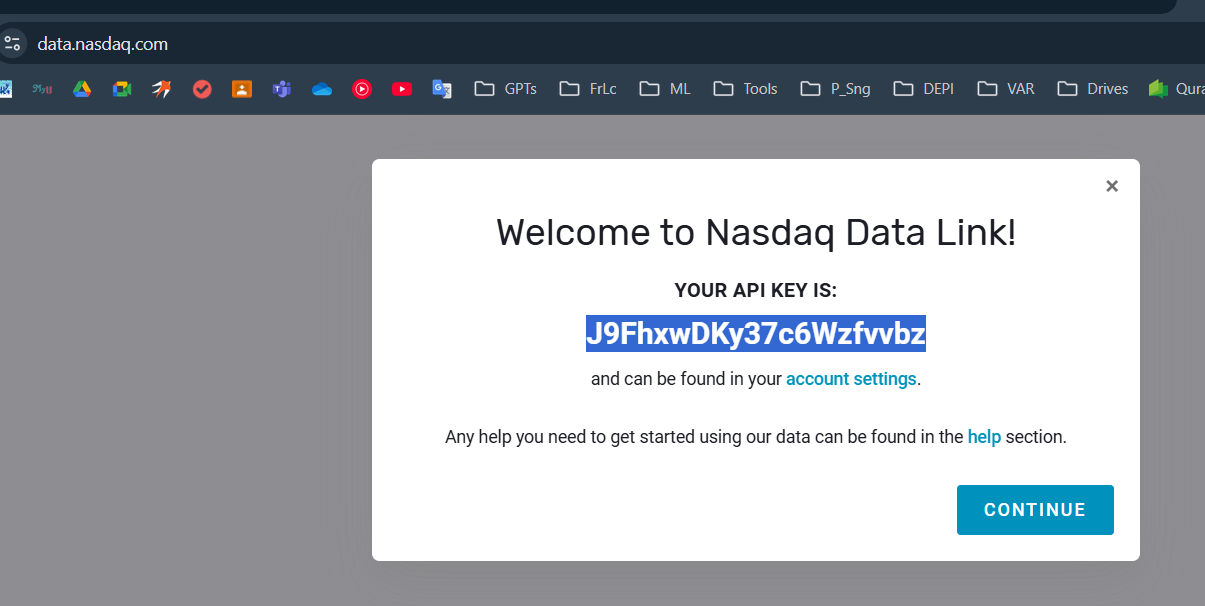 data.nasdaq.com
GPTs FrLc ML Tools P_Sng DEPI VAR Drives Qura
×
Welcome to Nasdaq Data Link!
YOUR API KEY IS:
J9FhxwDKy37c6Wzfvvbz
and can be found in your account settings.
Any help you need to get started using our data can be found in the help section.
CONTINUE